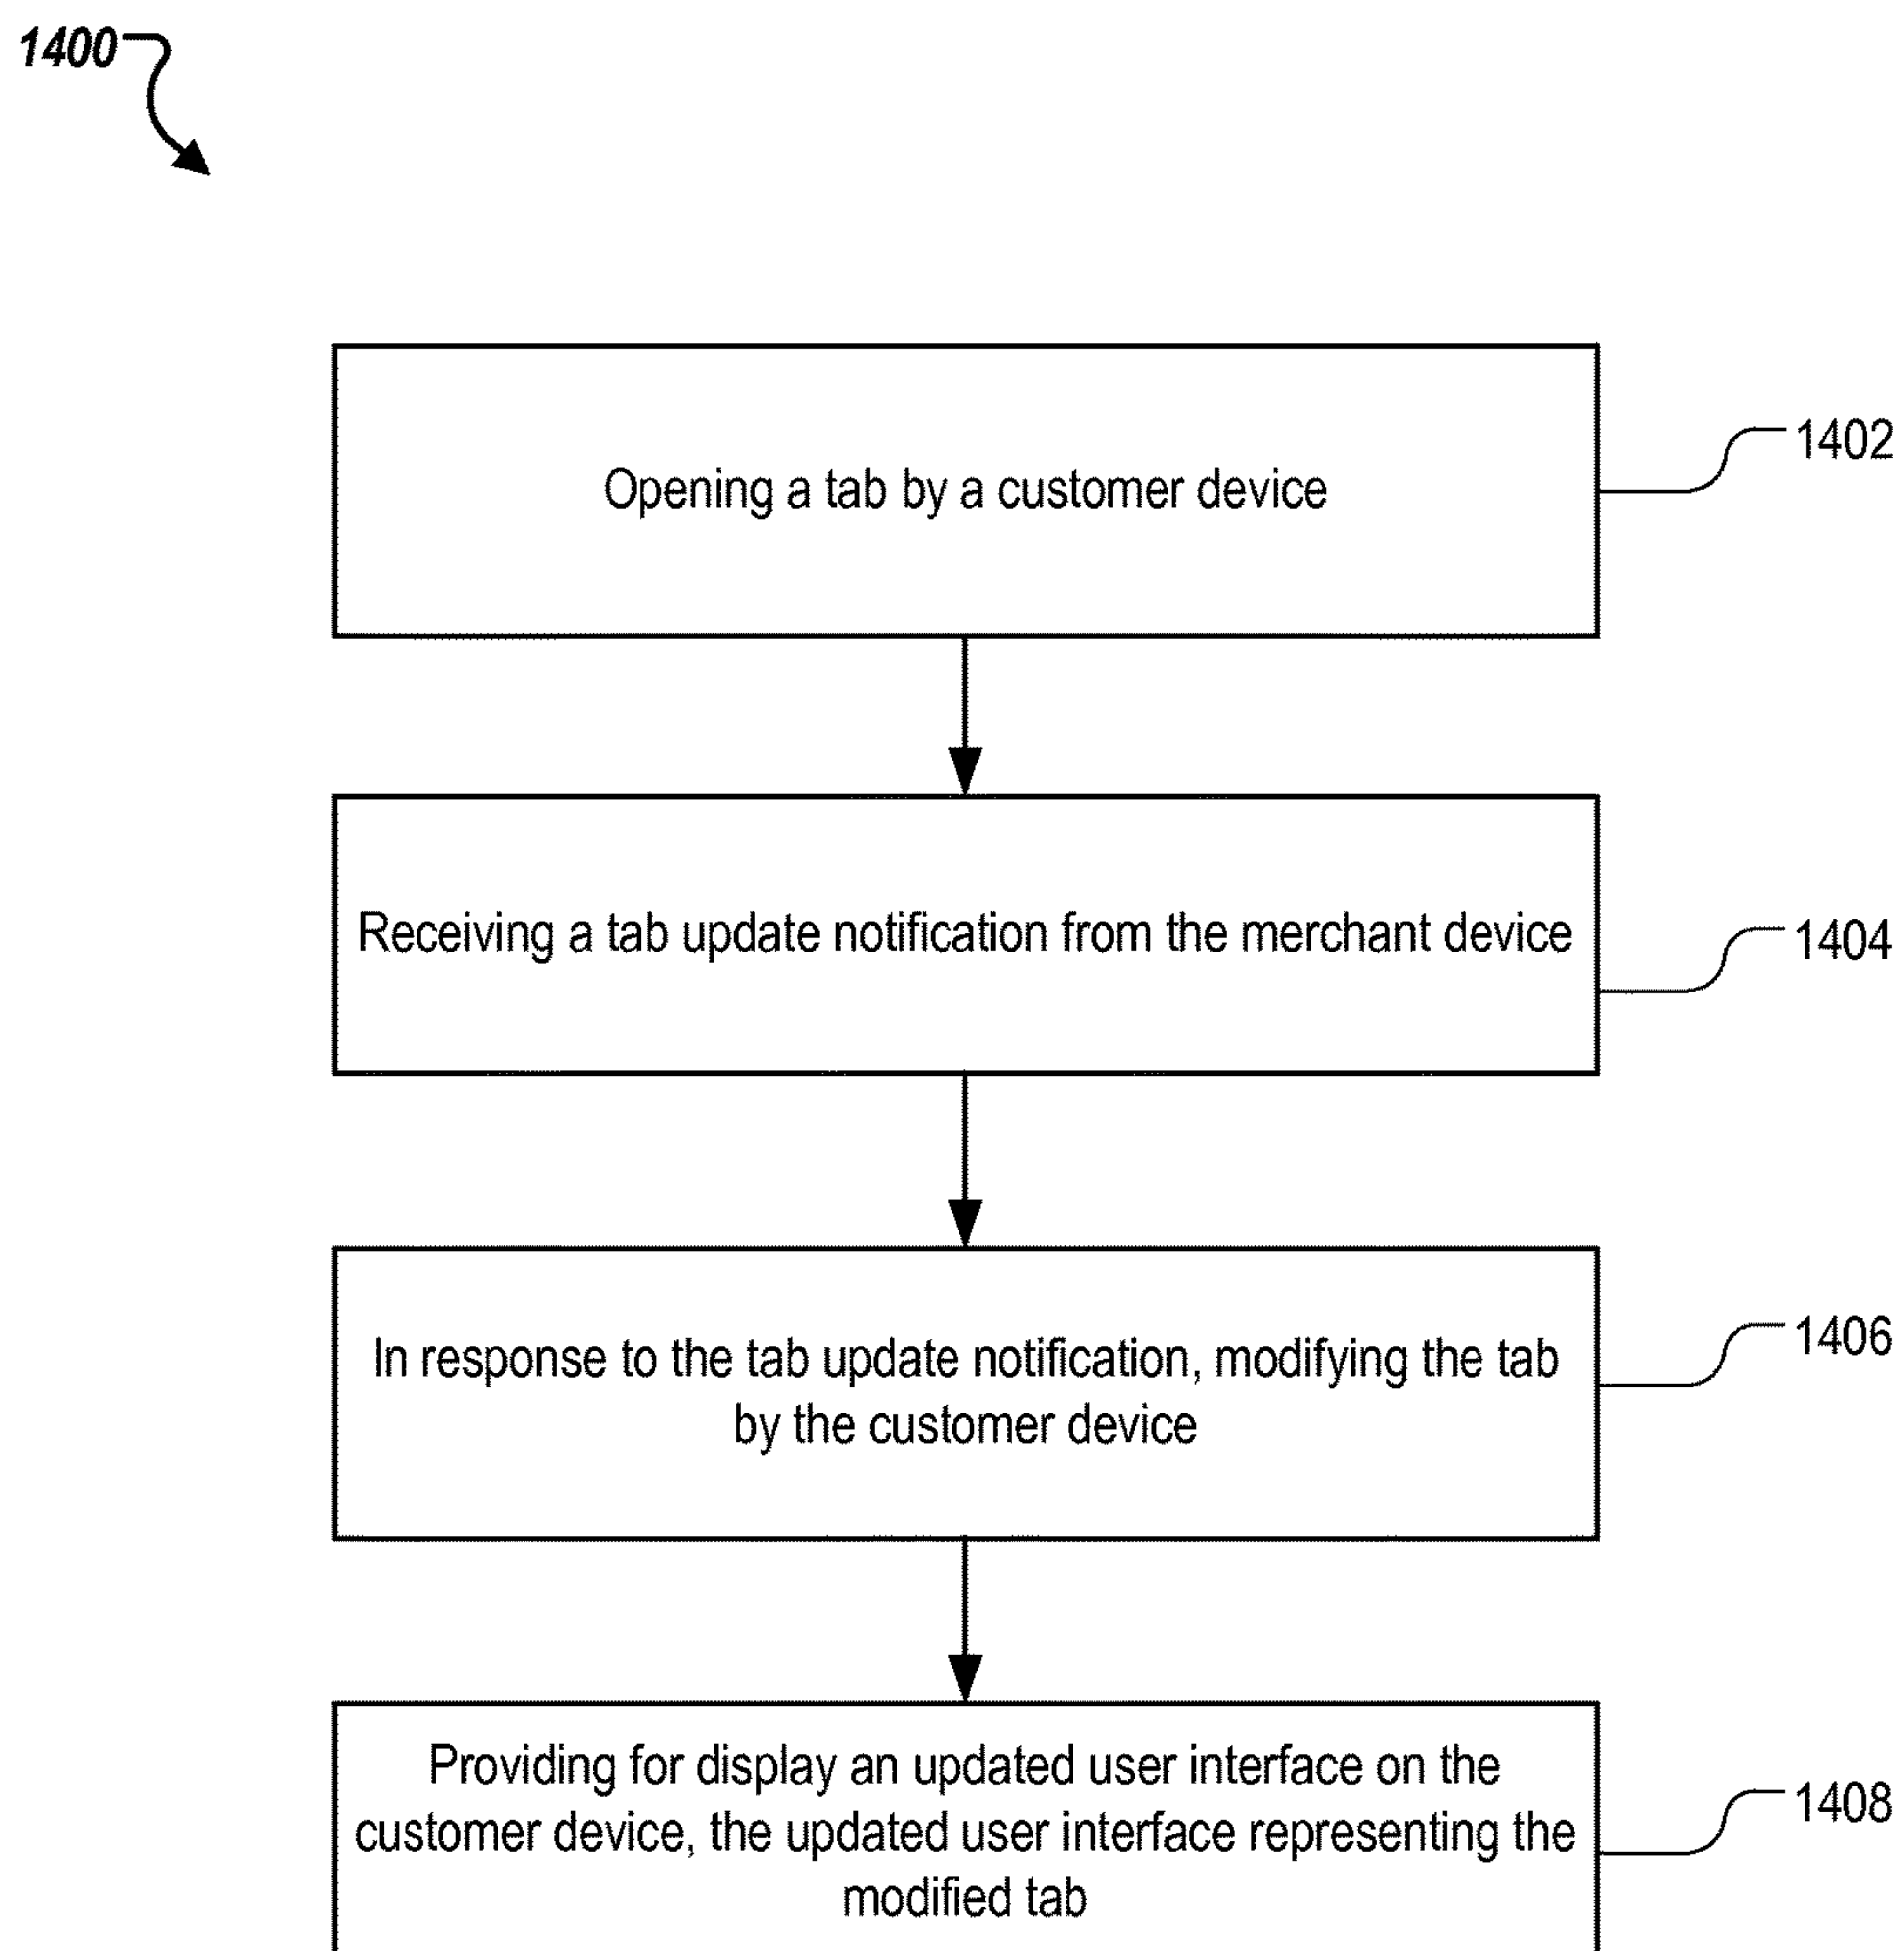 1400
Opening a tab by a customer device
1402
Receiving a tab update notification from the merchant device
1404
In response to the tab update notification, modifying the tab
by the customer device
1406
Providing for display an updated user interface on the
customer device, the updated user interface representing the
modified tab
1408